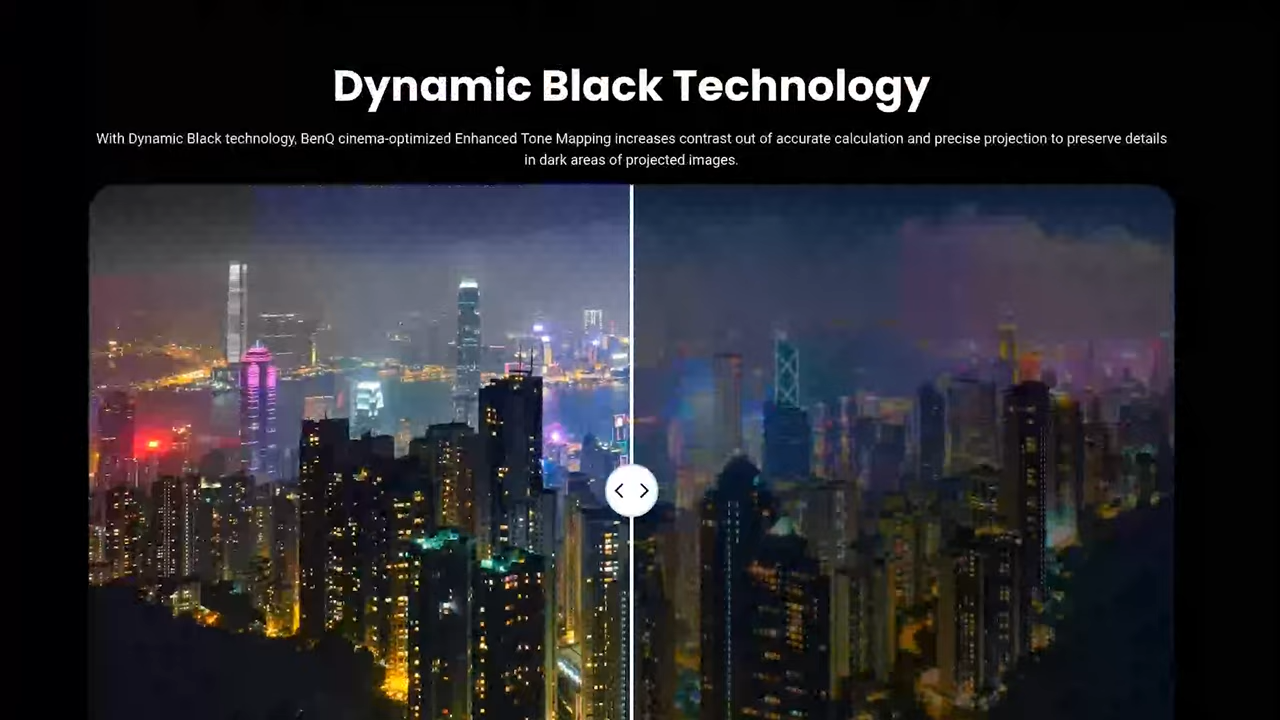 Dynamic Black Technology
With Dynamic Black technology, BenQ cinema-optimized Enhanced Tone Mapping increases contrast out of accurate calculation and precise projection to preserve details
in dark areas of projected images.